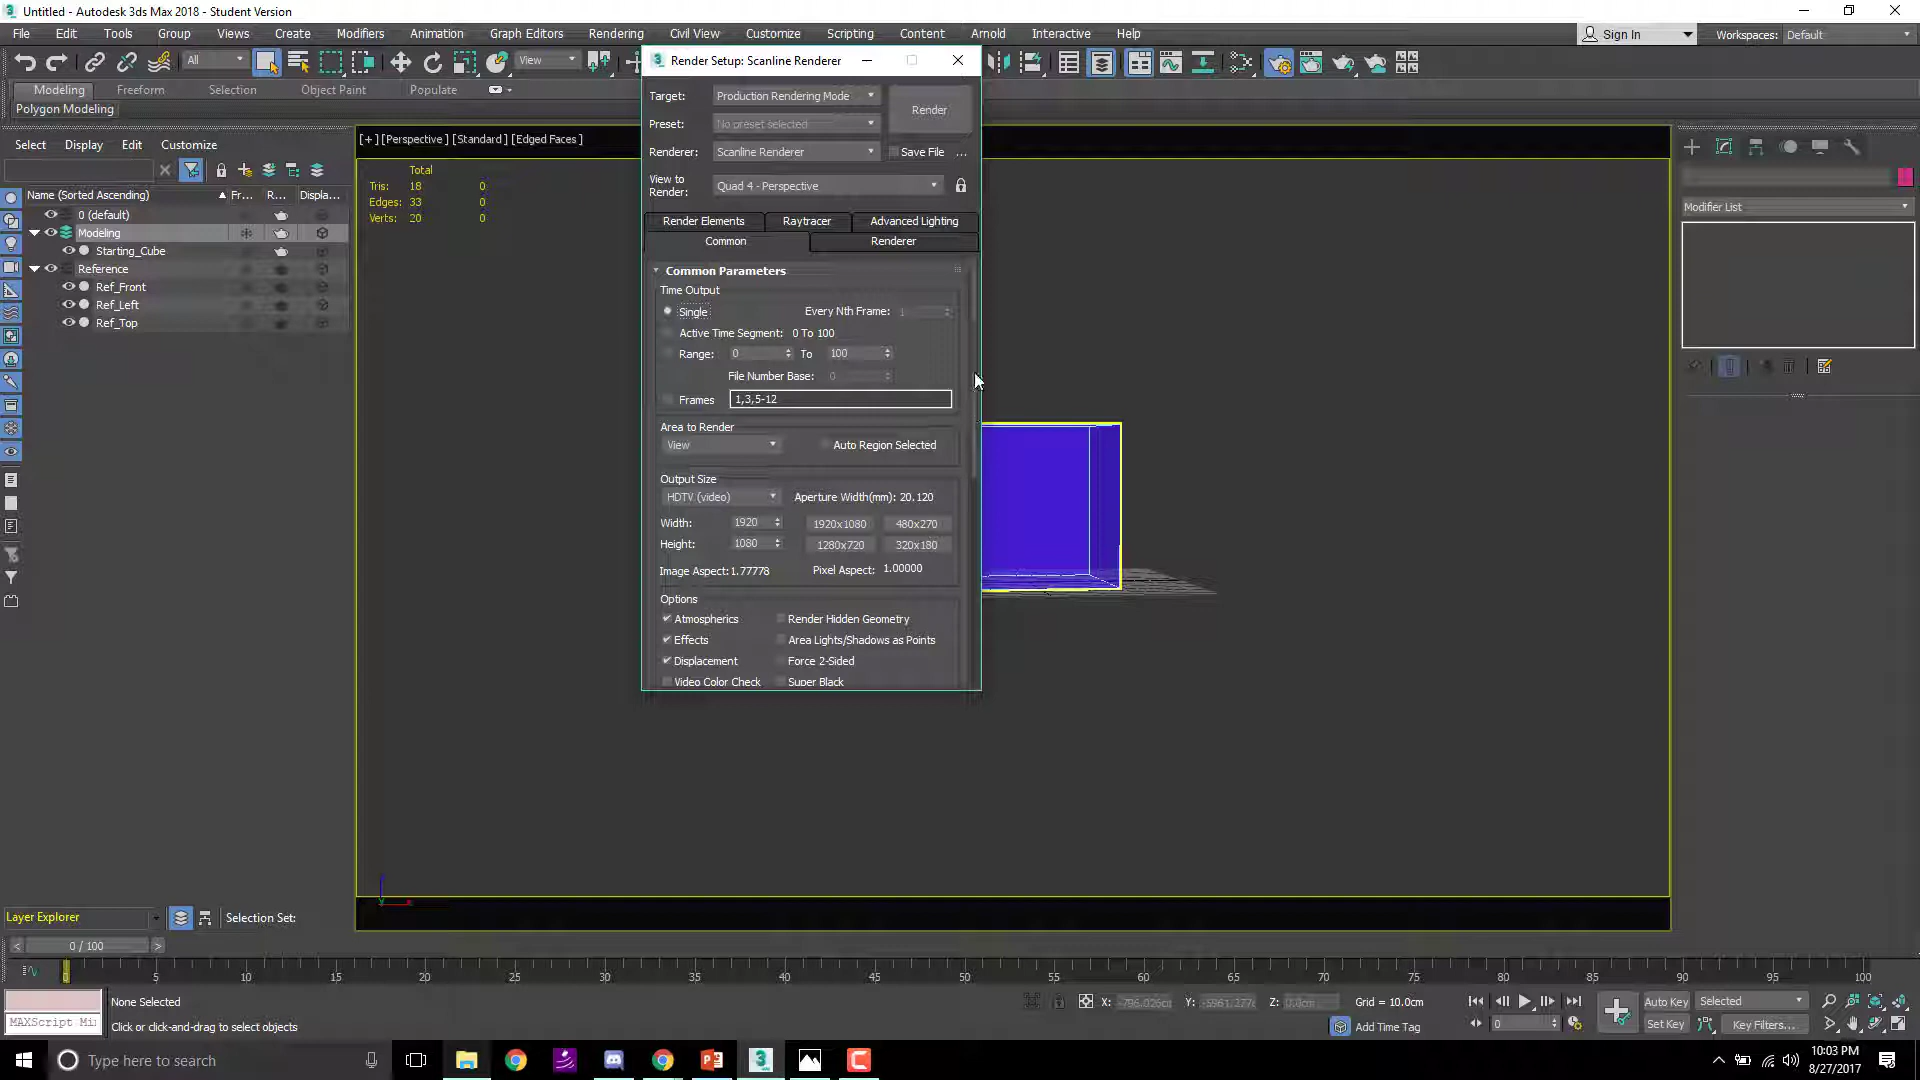 Untitled - Autodesk 3ds Max 2018 - Student Version
File Edit Tools Group Views Create Modifiers Animation Graph Editors Rendering Civil View Customize Scripting Content Arnold Interactive Help
Sign In
Workspaces: Default
All
View
Modeling Freeform Selection Object Paint Populate
Polygon Modeling
Select Display Edit Customize
Name (Sorted Ascending) Fr... R... Displa...
0 (default)
Modeling
Starting_Cube
Reference
Ref_Front
Ref_Left
Ref_Top
[+] [Perspective] [Standard] [Edged Faces]
Total
Tris: 18 0
Edges: 33 0
Verts: 20 0
Render Setup: Scanline Renderer
Target: Production Rendering Mode
Render
Preset: No preset selected
Renderer: Scanline Renderer
Save File ...
View to
Render:
Quad 4 - Perspective
Render Elements Raytracer Advanced Lighting
Common Renderer
Common Parameters
Time Output
Single Every Nth Frame: 1
Active Time Segment: 0 To 100
Range: 0 To 100
File Number Base: 0
Frames 1,3,5-12
Area to Render
View Auto Region Selected
Output Size
HDTV (video) Aperture Width(mm): 20.120
Width: 1920 1920x1080 480x270
Height: 1080 1280x720 320x180
Image Aspect:1.77778 Pixel Aspect: 1.00000
Options
Atmospherics Render Hidden Geometry
Effects Area Lights/Shadows as Points
Displacement Force 2-Sided
Video Color Check Super Black
Modifier List
Layer Explorer
Selection Set:
< 0 / 100 >
0 5 10 15 20 25 30 35 40 45 50 55 60 65 70 75 80 85 90 95 100
None Selected
MAXScript Mi
Click or click-and-drag to select objects
X: -796.026c Y: -5961.277c Z: 0.0cm
Grid = 10.0cm
Add Time Tag
0
Auto Key Selected
Set Key Key Filters...
Type here to search
10:03 PM
8/27/2017